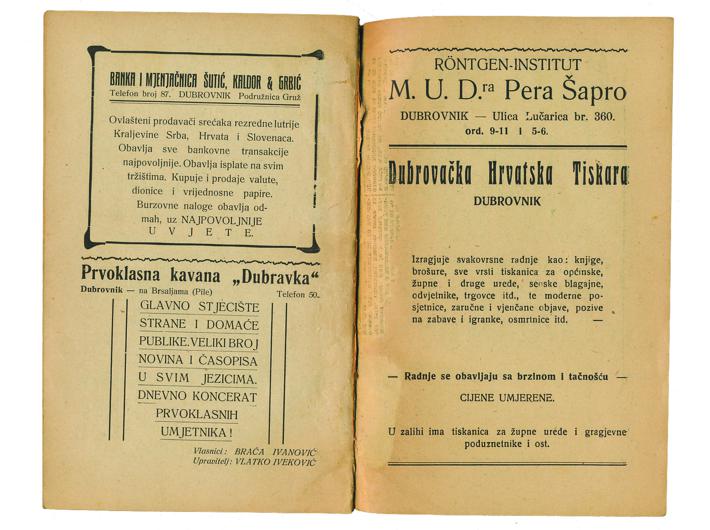 BANKA I MJENJAČNICA ŠUTIĆ, KALDOR & GRBIĆ
Telefon broj 87. DUBROVNIK Podružnica Gruž
Ovlašteni prodavači srećaka rezredne lutrije
Kraljevine Srba, Hrvata i Slovenaca.
Obavlja sve bankovne transakcije
najpovoljnije. Obavlja isplate na svim
tržištima. Kupuje i prodaje valute,
dionice i vrijednosne papire.
Burzovne naloge obavlja od-
mah, uz NAJPOVOLJNIJE
UVJETE.
Prvoklasna kavana „Dubravka"
Dubrovnik — na Brsaljama (Pile) Telefon 50.
GLAVNO STJECIŠTE
STRANE I DOMAĆE
PUBLIKE. VELIKI BROJ
NOVINA I ČASOPISA
U SVIM JEZICIMA.
DNEVNO KONCERAT
PRVOKLASNIH
UMJETNIKA!
Vlasnici: BRAĆA IVANOVIĆ
Upravitelj: VLATKO IVEKOVIĆ
RÖNTGEN-INSTITUT
M. U. D.ra Pera Šapro
DUBROVNIK — Ulica Lučarica br. 360.
ord. 9-11 I 5-6.
Dubrovačka Hrvatska Tiskara
DUBROVNIK
Izragjuje svakovrsne radnje kao: knjige,
brošure, sve vrsti tiskanica za općinske,
župne i druge urede, seoske blagajne,
odvjetnike, trgovce itd., te moderne po-
sjetnice, zaručne i vjenčane objave, pozive
na zabave i igranke, osmrtnice itd. —
— Radnje se obavljaju sa brzinom i tačnošću —
CIJENE UMJERENE.
U zalihi ima tiskanica za župne urede i gragjevne
poduznetnike i ost.